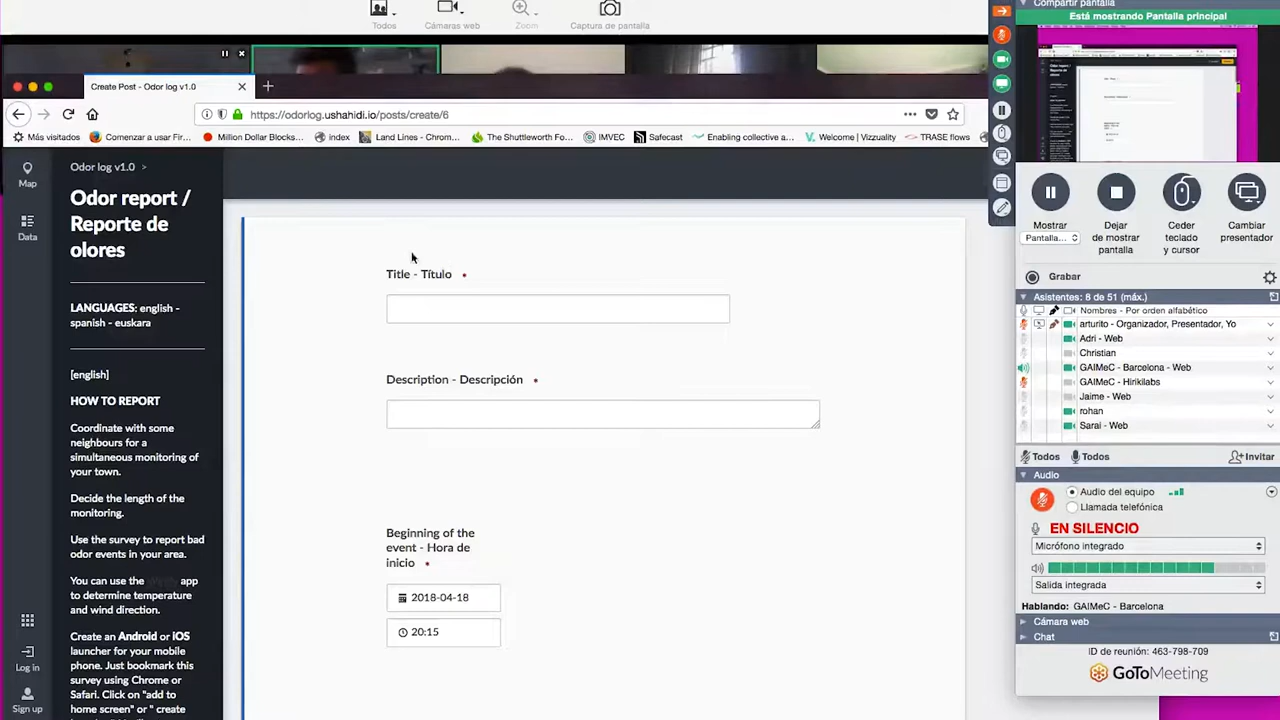 Todos
Cámaras web
Zoom
Captura de pantalla
Create Post - Odor log v1.0
https://odorlog.ushahidi.io/posts/create/6
Más visitados
Comenzar a usar Fir...
Million Dollar Blocks...
index
Land Lines - Chrom...
The Shuttleworth Fo...
IMVEC
Safecast
Enabling collective a...
Welcome | Vizzuality
TRASE flows
Map
Data
Log in
Sign up
Odor log v1.0 >
Odor report /
Reporte de
olores
LANGUAGES: english -
spanish - euskara
[english]
HOW TO REPORT
Coordinate with some
neighbours for a
simultaneous monitoring of
your town.
Decide the length of the
monitoring.
Use the survey to report bad
odor events in your area.
You can use the app
to determine temperature
and wind direction.
Create an Android or iOS
launcher for your mobile
phone. Just bookmark this
survey using Chrome or
Safari. Click on "add to
home screen" or " create
Title - Título
Description - Descripción
Beginning of the
event - Hora de
inicio
2018-04-18
20:15
Compartir pantalla
Está mostrando Pantalla principal
Odor report /
Reporte de
olores
Mostrar
Pantalla...
Dejar
de mostrar
pantalla
Ceder
teclado
y cursor
Cambiar
presentador
Grabar
Asistentes: 8 de 51 (máx.)
Nombres - Por orden alfabético
arturito - Organizador, Presentador, Yo
Adri - Web
Christian
GAIMeC - Barcelona - Web
GAIMeC - Hirikilabs
Jaime - Web
rohan
Sarai - Web
Todos
Todos
Invitar
Audio
Audio del equipo
Llamada telefónica
EN SILENCIO
Micrófono integrado
Salida integrada
Hablando: GAIMeC - Barcelona
Cámara web
Chat
ID de reunión: 463-798-709
GoToMeeting